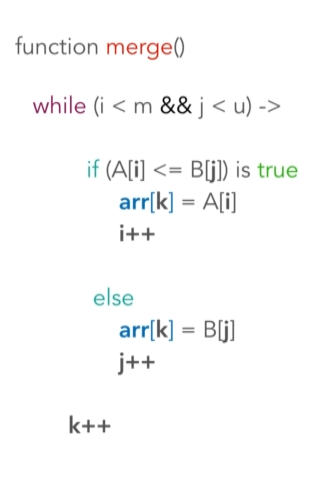 function merge()
while (i < m && j < u) ->
if (A[i] <= B[j]) is true
arr[k] = A[i]
i++
else
arr[k] = B[j]
j++
k++